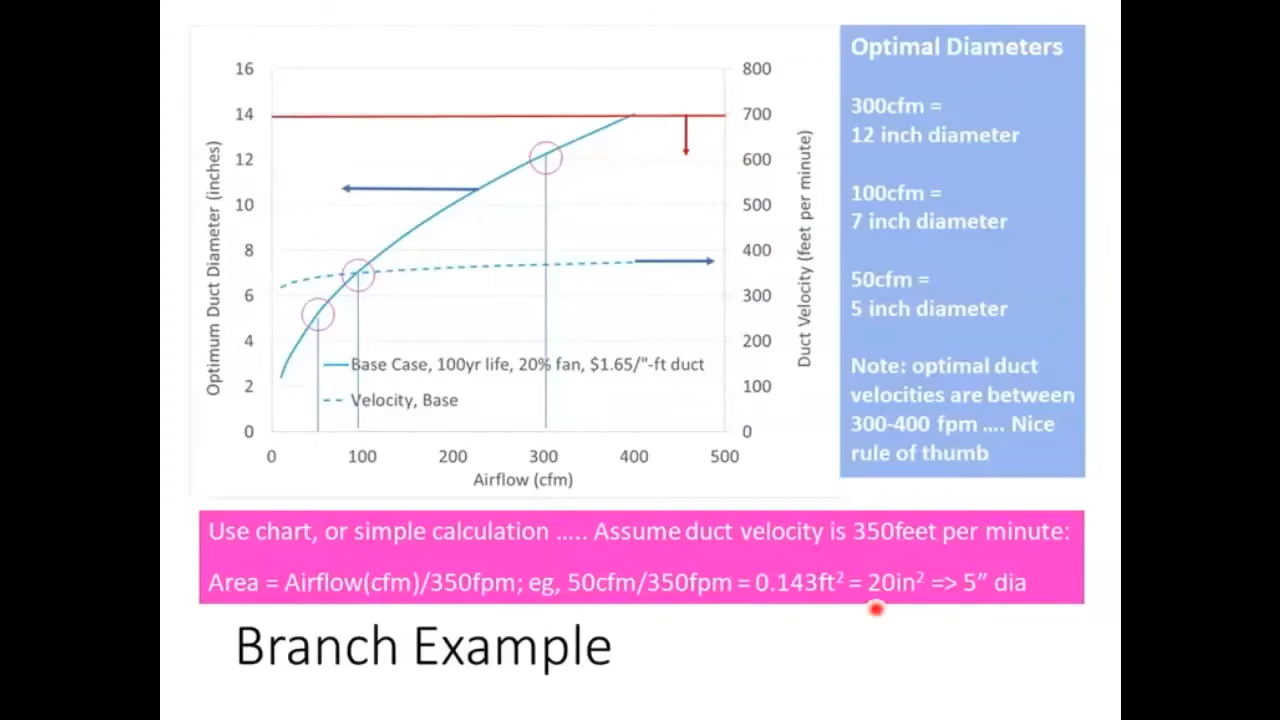 Optimal Diameters
300cfm =
12 inch diameter
100cfm =
7 inch diameter
50cfm =
5 inch diameter
Note: optimal duct
velocities are between
300-400 fpm .... Nice
rule of thumb
Optimum Duct Diameter (inches)
16
14
12
10
8
6
4
2
0
800
700
600
500
400
300
200
100
0
Duct Velocity (feet per minute)
Base Case, 100yr life, 20% fan, $1.65/"-ft duct
Velocity, Base
0 100 200 300 400 500
Airflow (cfm)
Use chart, or simple calculation ..... Assume duct velocity is 350feet per minute:
Area = Airflow(cfm)/350fpm; eg, 50cfm/350fpm = 0.143ft² = 20in² => 5” dia
Branch Example